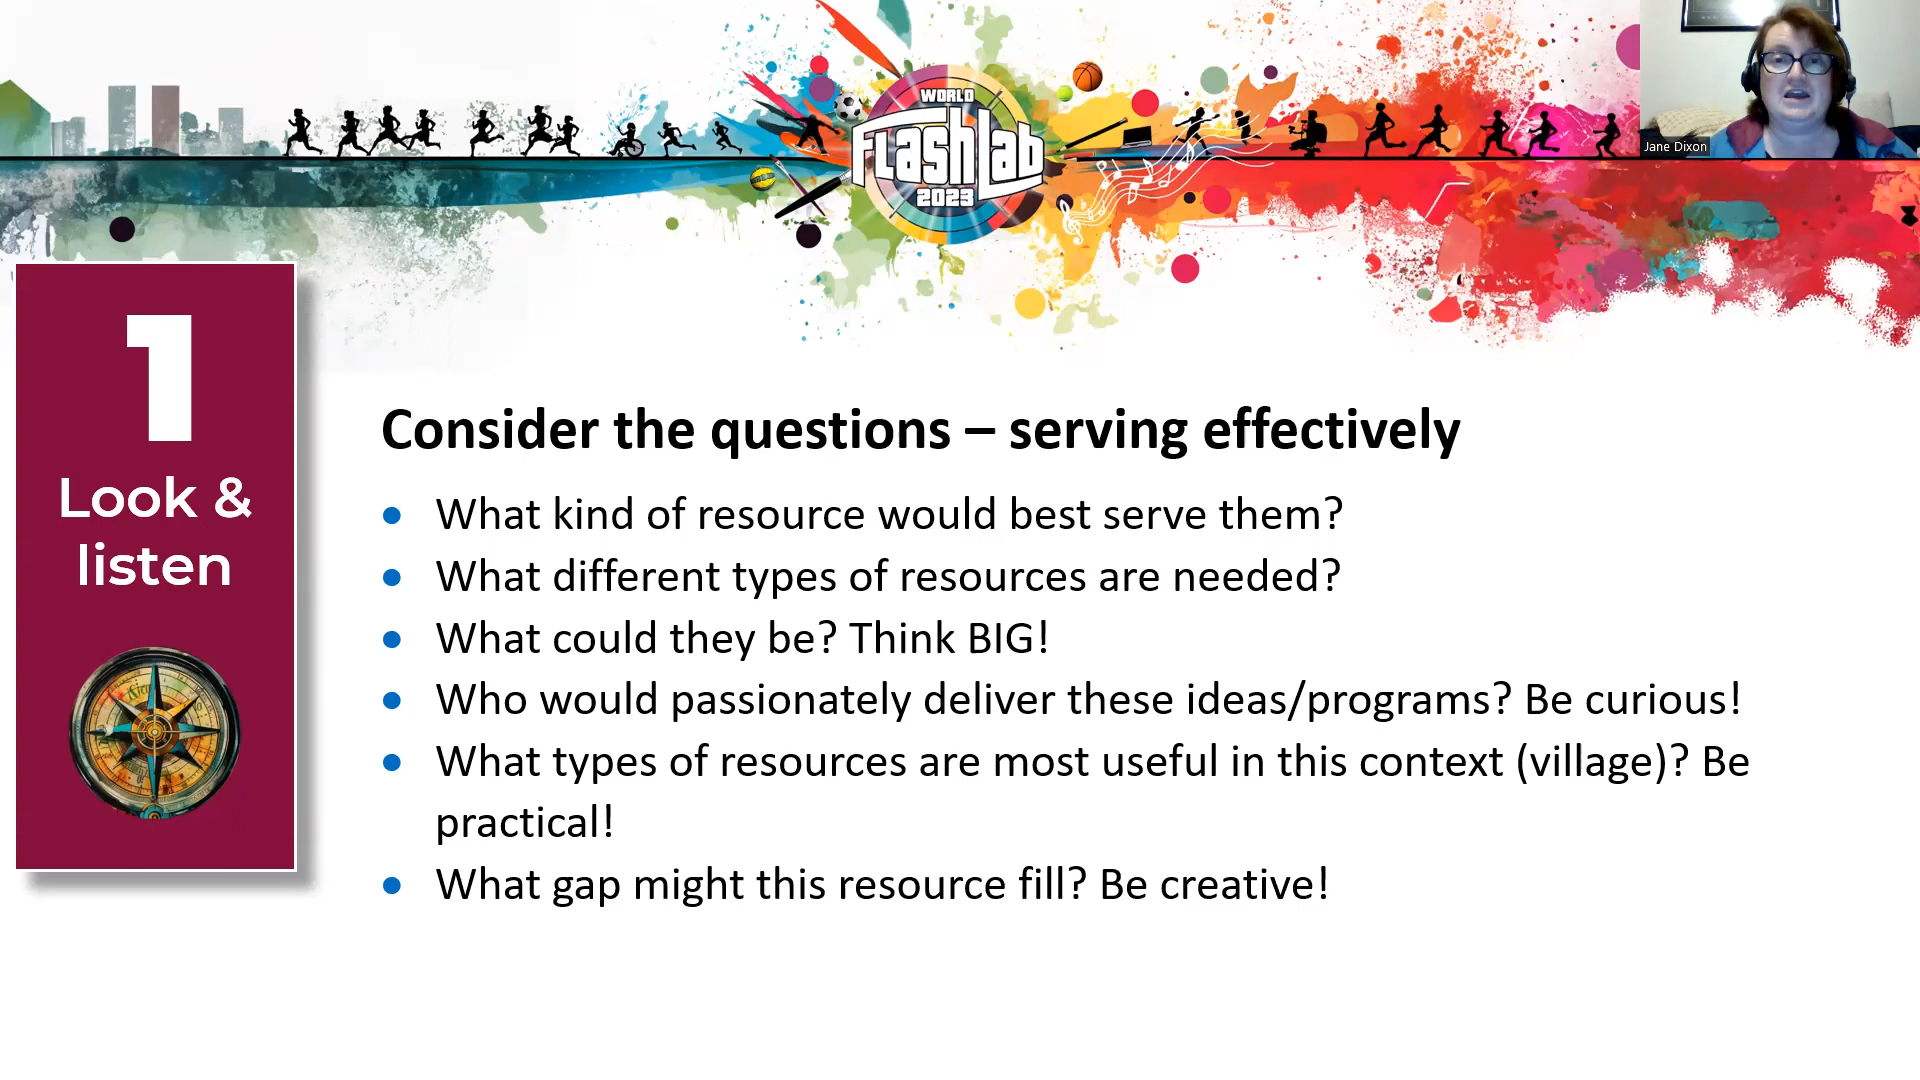 WORLD
FLASHLAB
2023
Jane Dixon
1
Look &
listen
Consider the questions – serving effectively
• What kind of resource would best serve them?
• What different types of resources are needed?
• What could they be? Think BIG!
• Who would passionately deliver these ideas/programs? Be curious!
• What types of resources are most useful in this context (village)? Be
practical!
• What gap might this resource fill? Be creative!